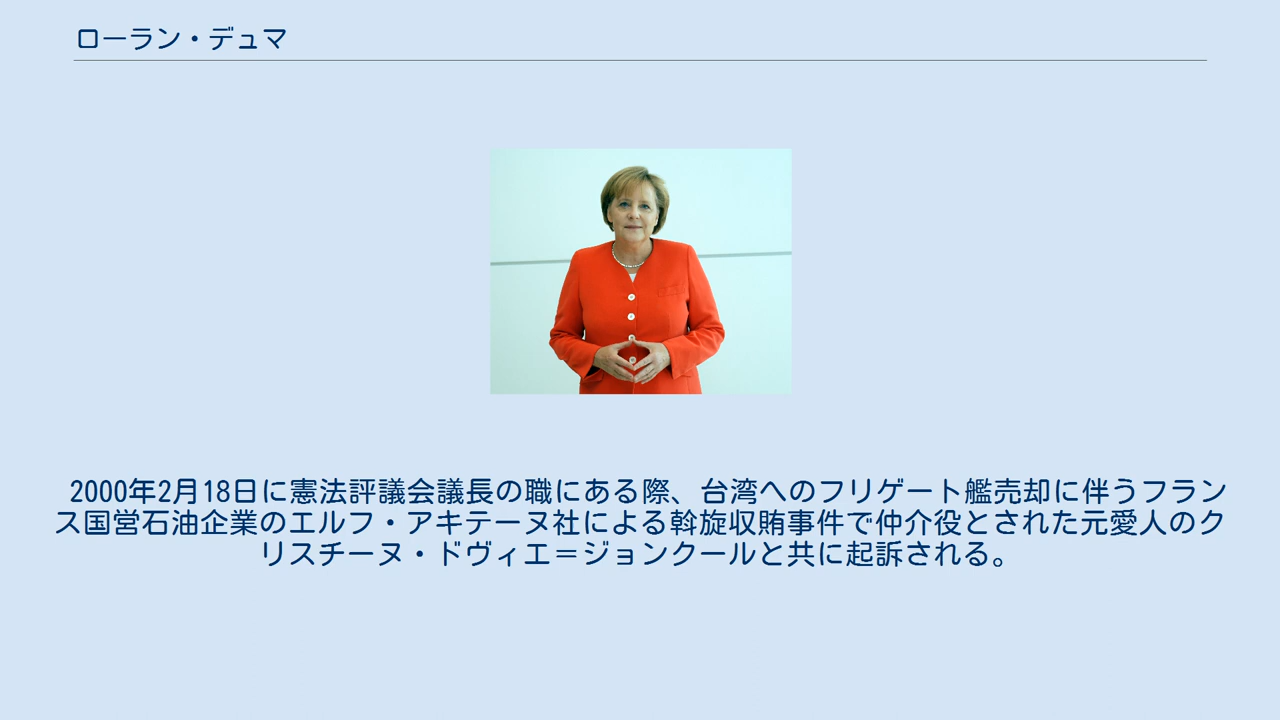 ローラン・デュマ
2000年2月18日に憲法評議会議長の職にある際、台湾へのフリゲート艦売却に伴うフラン
ス国営石油企業のエルフ・アキテーヌ社による斡旋収賄事件で仲介役とされた元愛人のク
リスチーヌ・ドヴィエ＝ジョンクールと共に起訴される。